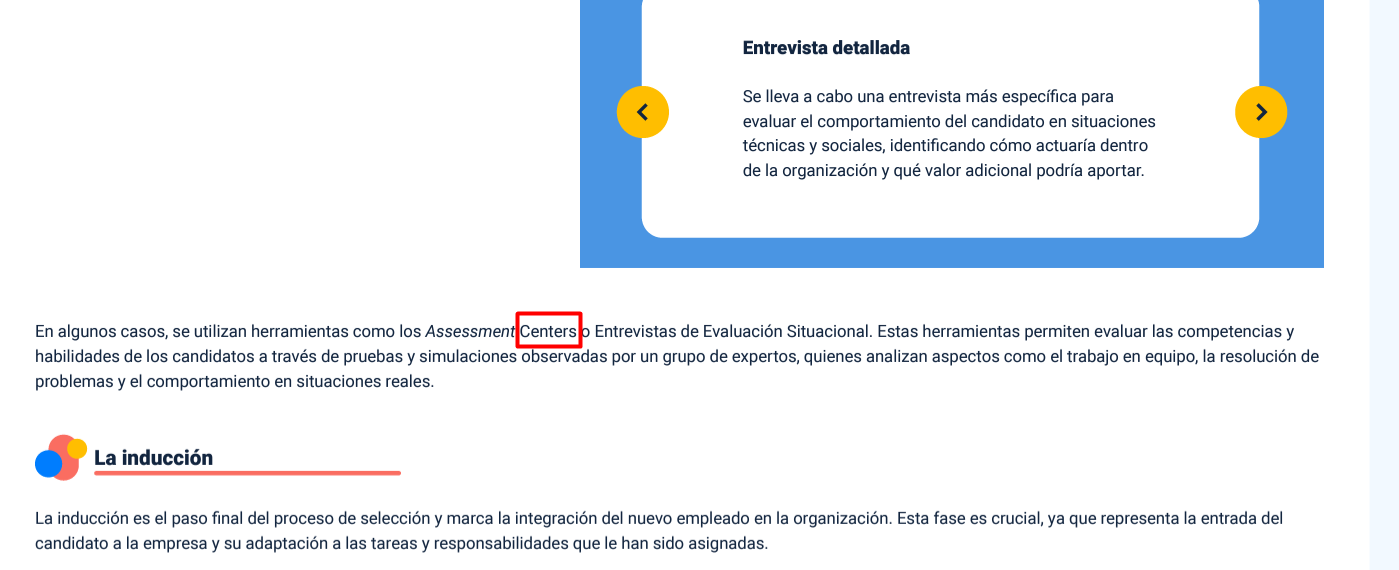 Entrevista detallada
Se lleva a cabo una entrevista más específica para
evaluar el comportamiento del candidato en situaciones
técnicas y sociales, identificando cómo actuaría dentro
de la organización y qué valor adicional podría aportar.
En algunos casos, se utilizan herramientas como los Assessment Centers o Entrevistas de Evaluación Situacional. Estas herramientas permiten evaluar las competencias y
habilidades de los candidatos a través de pruebas y simulaciones observadas por un grupo de expertos, quienes analizan aspectos como el trabajo en equipo, la resolución de
problemas y el comportamiento en situaciones reales.
La inducción
La inducción es el paso final del proceso de selección y marca la integración del nuevo empleado en la organización. Esta fase es crucial, ya que representa la entrada del
candidato a la empresa y su adaptación a las tareas y responsabilidades que le han sido asignadas.